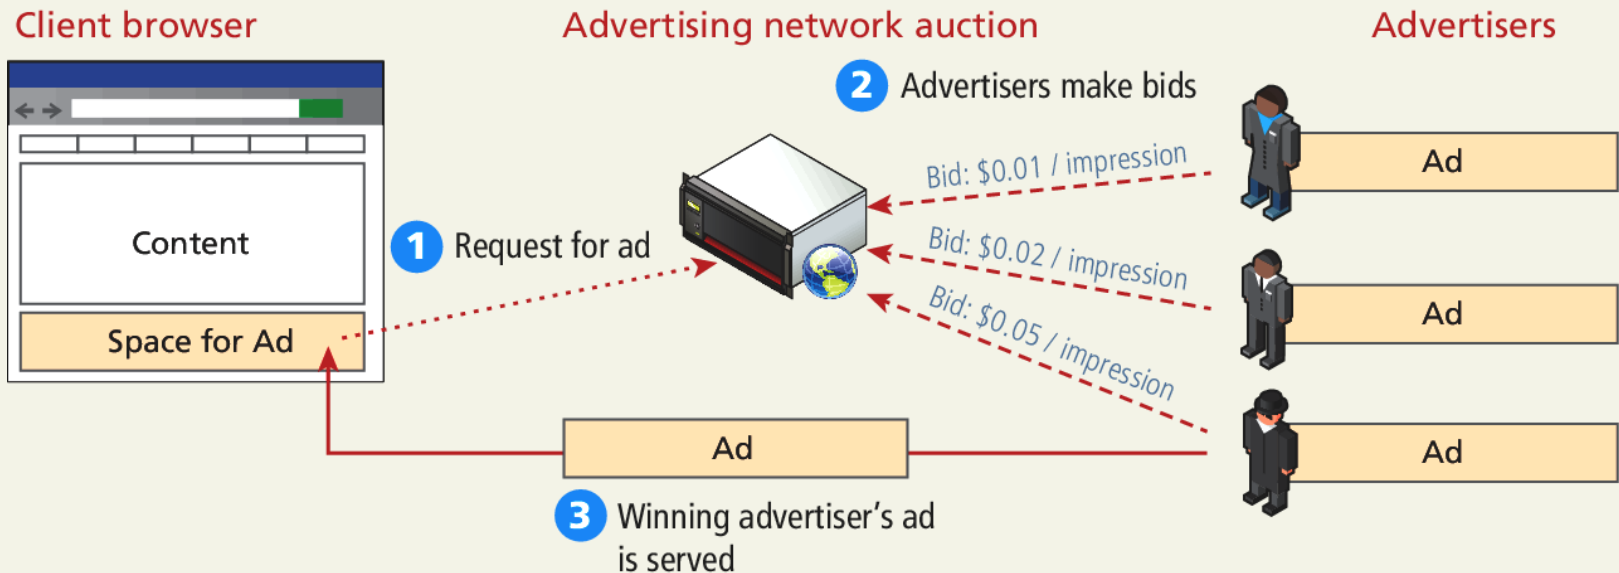 Client browser
Advertising network auction
Advertisers
2 Advertisers make bids
Bid: $0.01 / impression
Ad
Content
1 Request for ad
Bid: $0.02 / impression
Bid: $0.05 / impression
Ad
Space for Ad
Ad
Ad
3 Winning advertiser's ad
is served